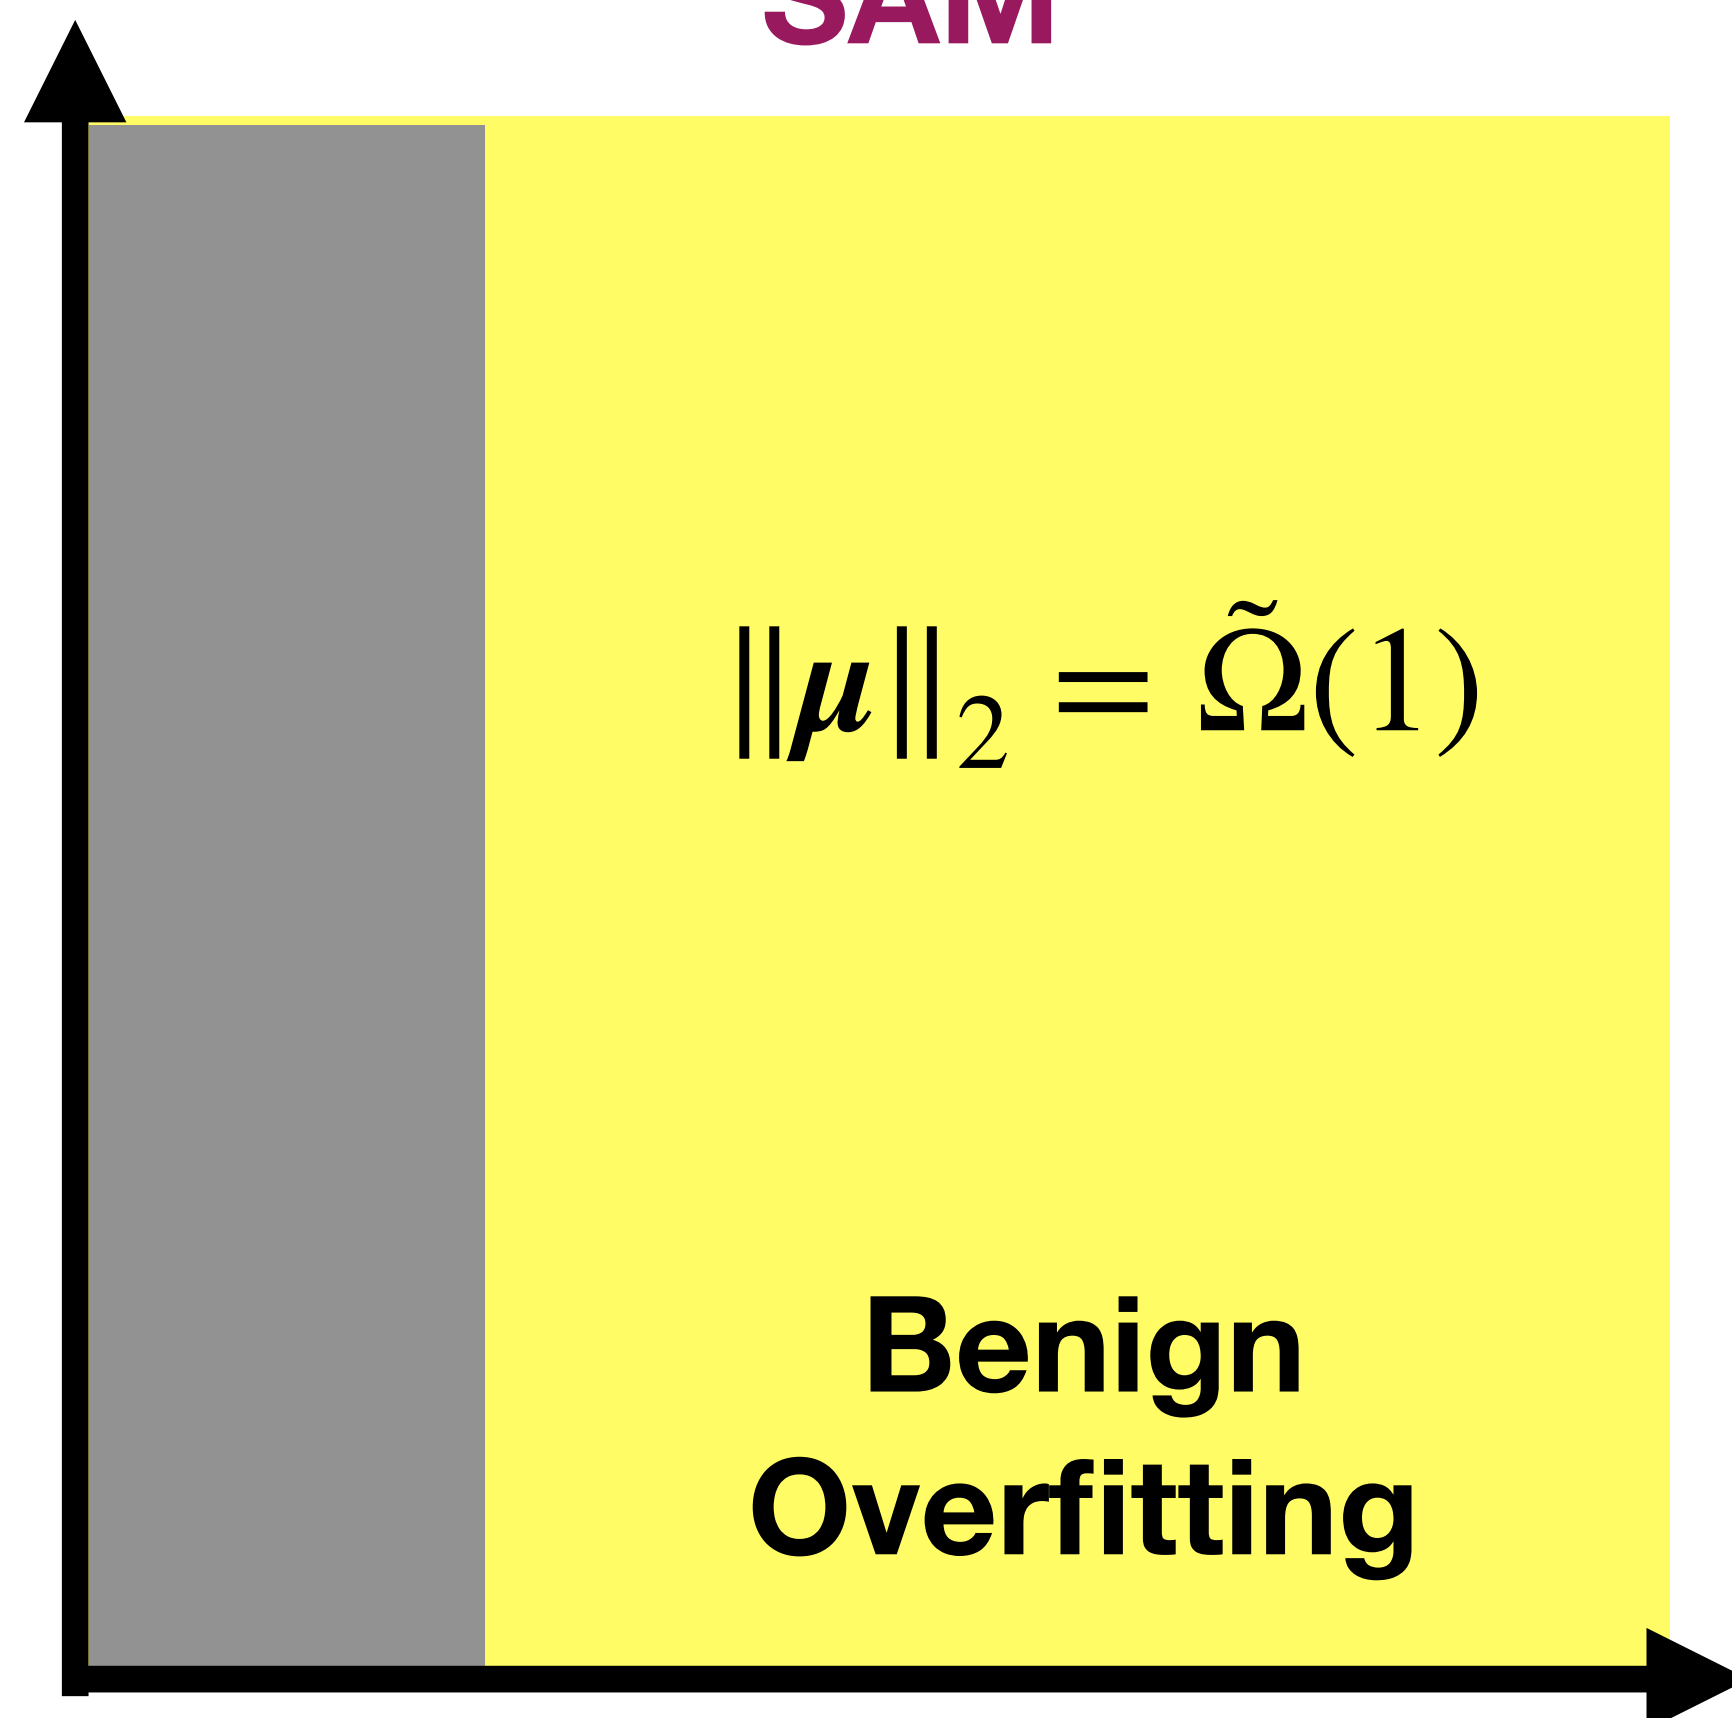 SAM
‖𝝁‖₂ = Ω̃(1)
Benign
Overfitting